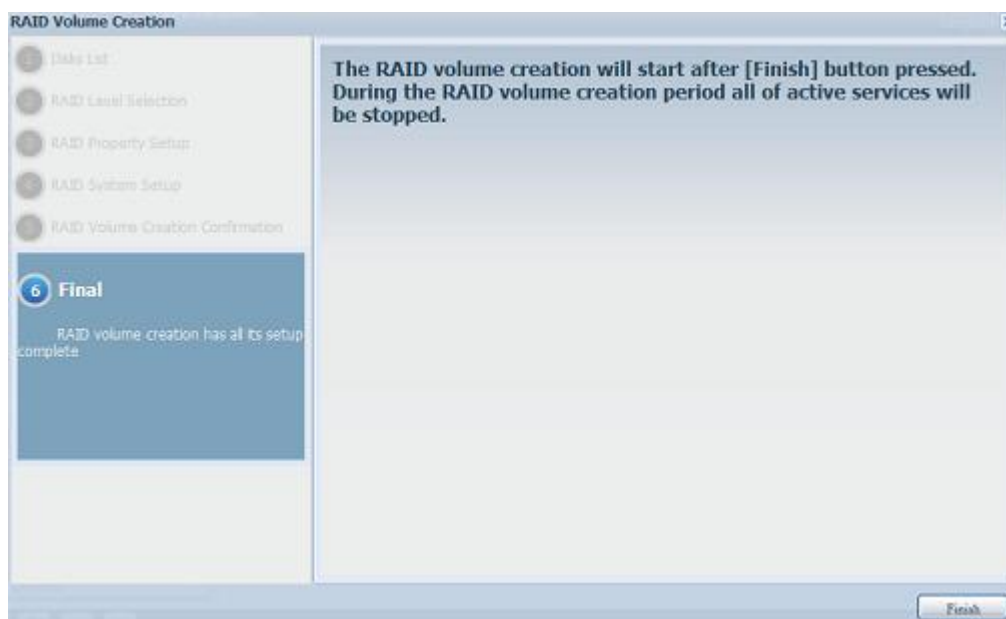 RAID Volume Creation
Disks List
RAID Level Selection
RAID Property Setup
RAID System Setup
RAID Volume Creation Confirmation
6 Final
RAID volume creation has all its setup
complete
The RAID volume creation will start after [Finish] button pressed.
During the RAID volume creation period all of active services will
be stopped.
Finish